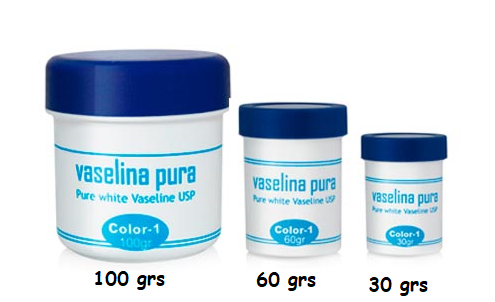 vaselina pura
Pure white Vaseline USP
Color-1
100gr
vaselina pura
Pure white Vaseline USP
Color-1
60gr
vaselina pura
Pure white Vaseline USP
Color-1
30gr
100 grs
60 grs
30 grs